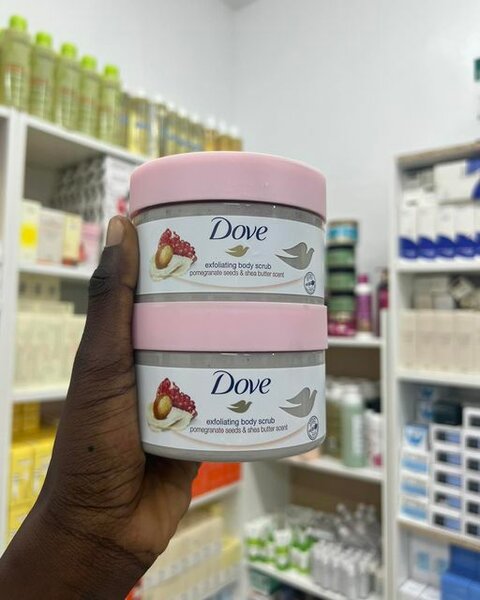 Dove
exfoliating body scrub
pomegranate seeds & shea butter scent
Dove
exfoliating body scrub
pomegranate seeds & shea butter scent